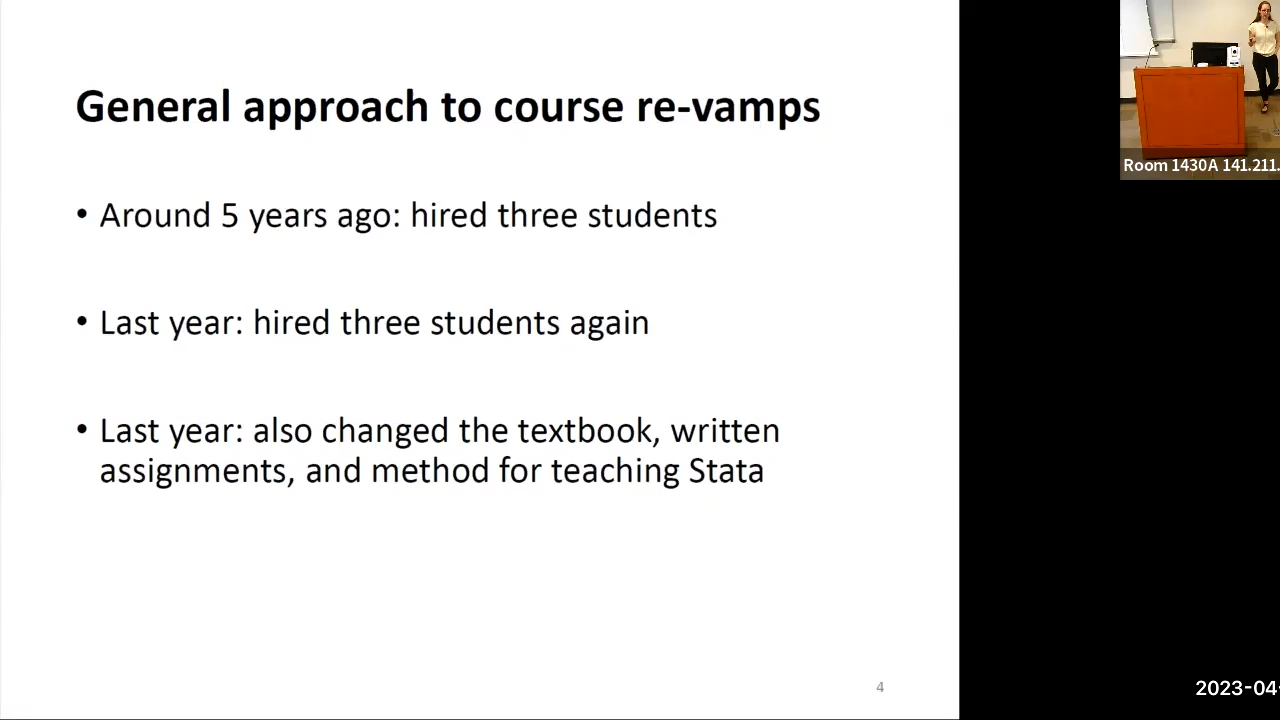 General approach to course re-vamps
• Around 5 years ago: hired three students
• Last year: hired three students again
• Last year: also changed the textbook, written
assignments, and method for teaching Stata
4
Room 1430A 141.211.
2023-04-